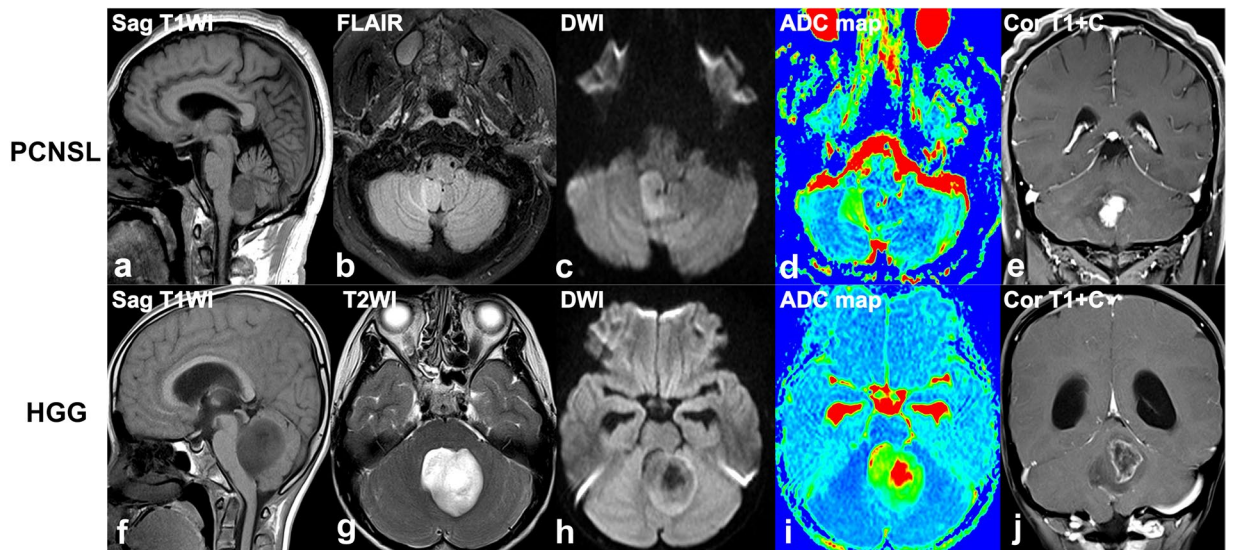 Sag T1WI
FLAIR
DWI
ADC map
Cor T1+C
PCNSL
a
b
c
d
e
Sag T1WI
T2WI
DWI
ADC map
Cor T1+C
HGG
f
g
h
i
j